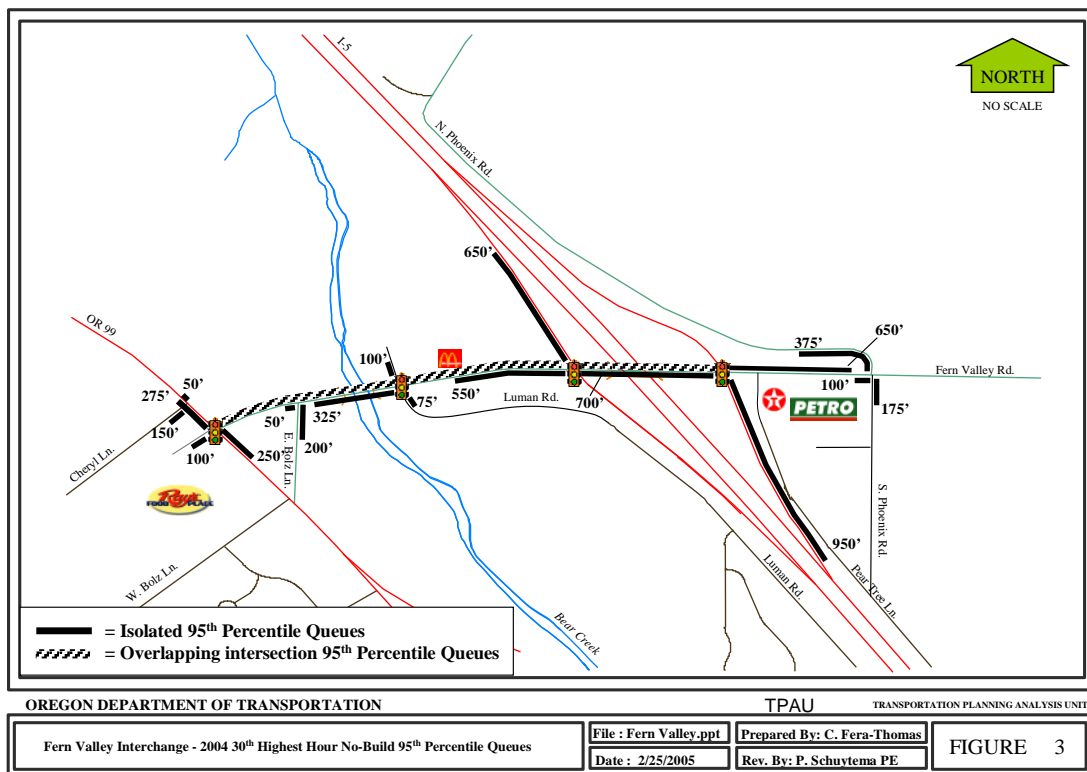 I-5
NORTH
NO SCALE
N. Phoenix Rd.
650'
OR 99
650'
375'
100'
50'
275'
Fern Valley Rd.
100'
550'
75'
Luman Rd.
700'
PETRO
175'
50'
325'
150'
E. Bolz Ln.
200'
100'
250'
Cheryl Ln.
Ray's
FOOD PLACE
S. Phoenix Rd.
950'
W. Bolz Ln.
Luman Rd.
Pear Tree Ln.
Bear Creek
= Isolated 95th Percentile Queues
= Overlapping intersection 95th Percentile Queues
OREGON DEPARTMENT OF TRANSPORTATION
TPAU
TRANSPORTATION PLANNING ANALYSIS UNIT
Fern Valley Interchange - 2004 30th Highest Hour No-Build 95th Percentile Queues
File : Fern Valley.ppt
Prepared By: C. Fera-Thomas
FIGURE 3
Date : 2/25/2005
Rev. By: P. Schuytema PE